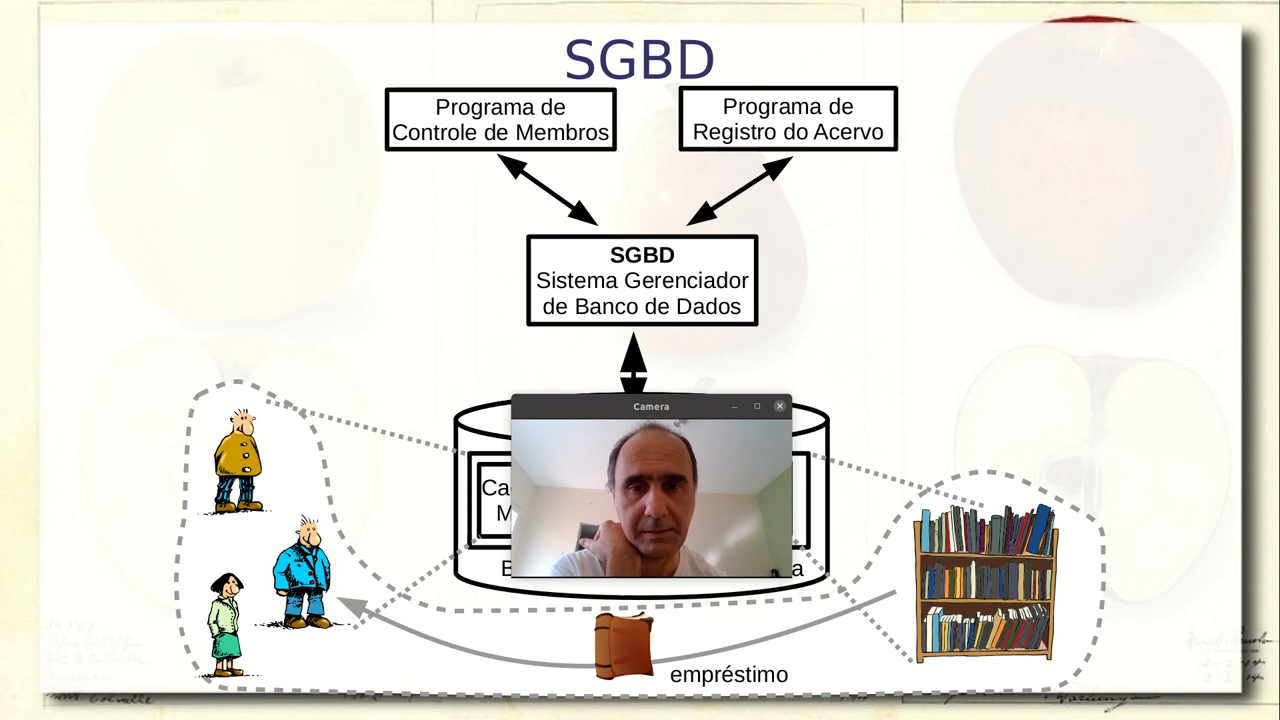 SGBD
Programa de
Controle de Membros
Programa de
Registro do Acervo
SGBD
Sistema Gerenciador
de Banco de Dados
Camera
empréstimo